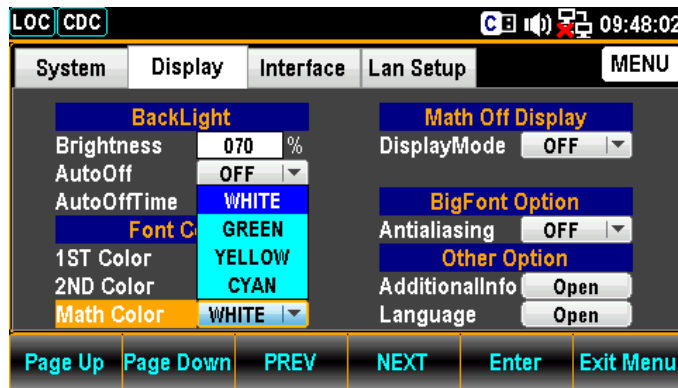 LOC CDC C 09:48:02
System Display Interface Lan Setup MENU
BackLight
Brightness 070 %
AutoOff OFF
AutoOffTime
Font C
1ST Color
2ND Color
Math Color WHITE
WHITE
GREEN
YELLOW
CYAN
Math Off Display
DisplayMode OFF
BigFont Option
Antialiasing OFF
Other Option
AdditionalInfo Open
Language Open
Page Up Page Down PREV NEXT Enter Exit Menu